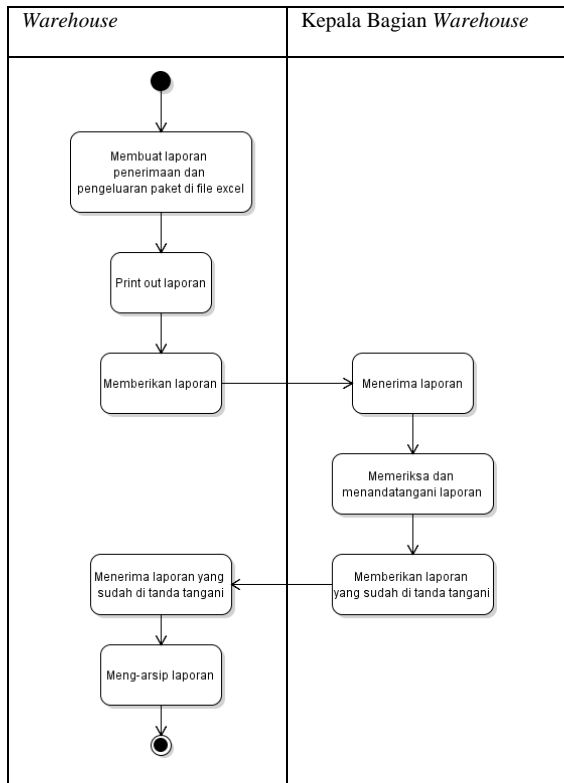 Warehouse
Kepala Bagian Warehouse
Membuat laporan
penerimaan dan
pengeluaran paket di file excel
Print out laporan
Memberikan laporan
Menerima laporan
Memeriksa dan
menandatangani laporan
Memberikan laporan
yang sudah di tanda tangani
Menerima laporan yang
sudah di tanda tangani
Meng-arsip laporan